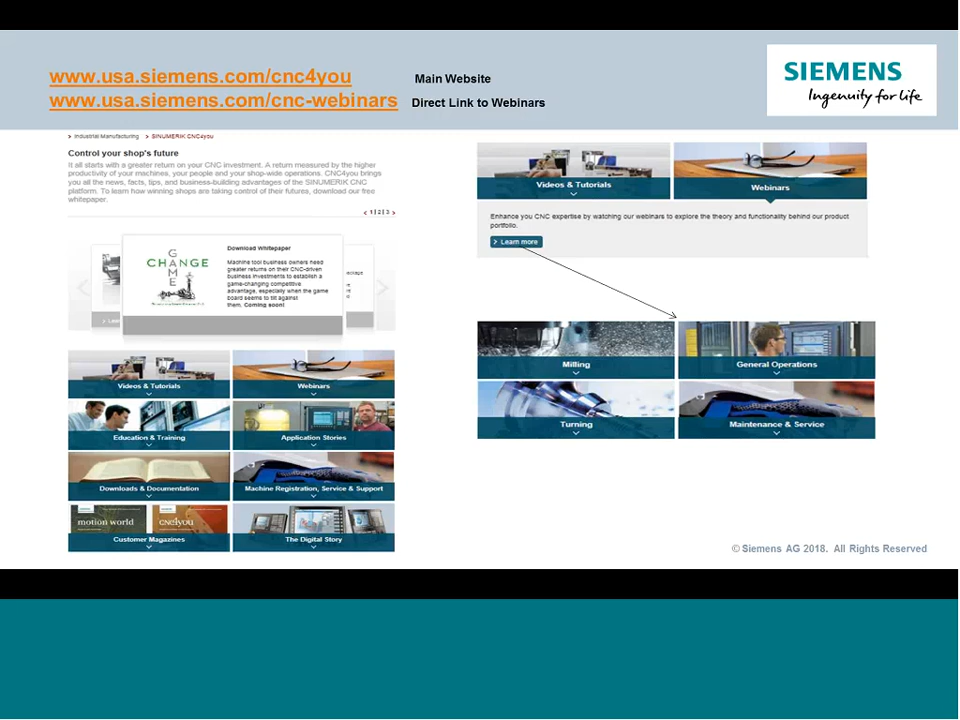 www.usa.siemens.com/cnc4you Main Website
www.usa.siemens.com/cnc-webinars Direct Link to Webinars
SIEMENS
Ingenuity for life
> Industrial Manufacturing > SINUMERIK CNC4you
Control your shop's future
It all starts with a greater return on your CNC investment. A return measured by the higher
productivity of your machines, your people and your shop-wide operations. CNC4you brings
you all the news, facts, tips, and business-building advantages of the SINUMERIK CNC
platform. To learn how winning shops are taking control of their futures, download our free
whitepaper.
< 1 | 2 | 3 >
GAME
CHANGE
Download Whitepaper
Machine tool business owners need
greater returns on their CNC-driven
business investments to establish a
game-changing competitive
advantage, especially when the game
board seems to tilt against
them. Coming soon!
Videos & Tutorials
Webinars
Education & Training
Application Stories
Downloads & Documentation
Machine Registration, Service & Support
motion world
cnc4you
Customer Magazines
The Digital Story
Videos & Tutorials
Webinars
Enhance you CNC expertise by watching our webinars to explore the theory and functionality behind our product
portfolio.
> Learn more
Milling
General Operations
Turning
Maintenance & Service
© Siemens AG 2018. All Rights Reserved